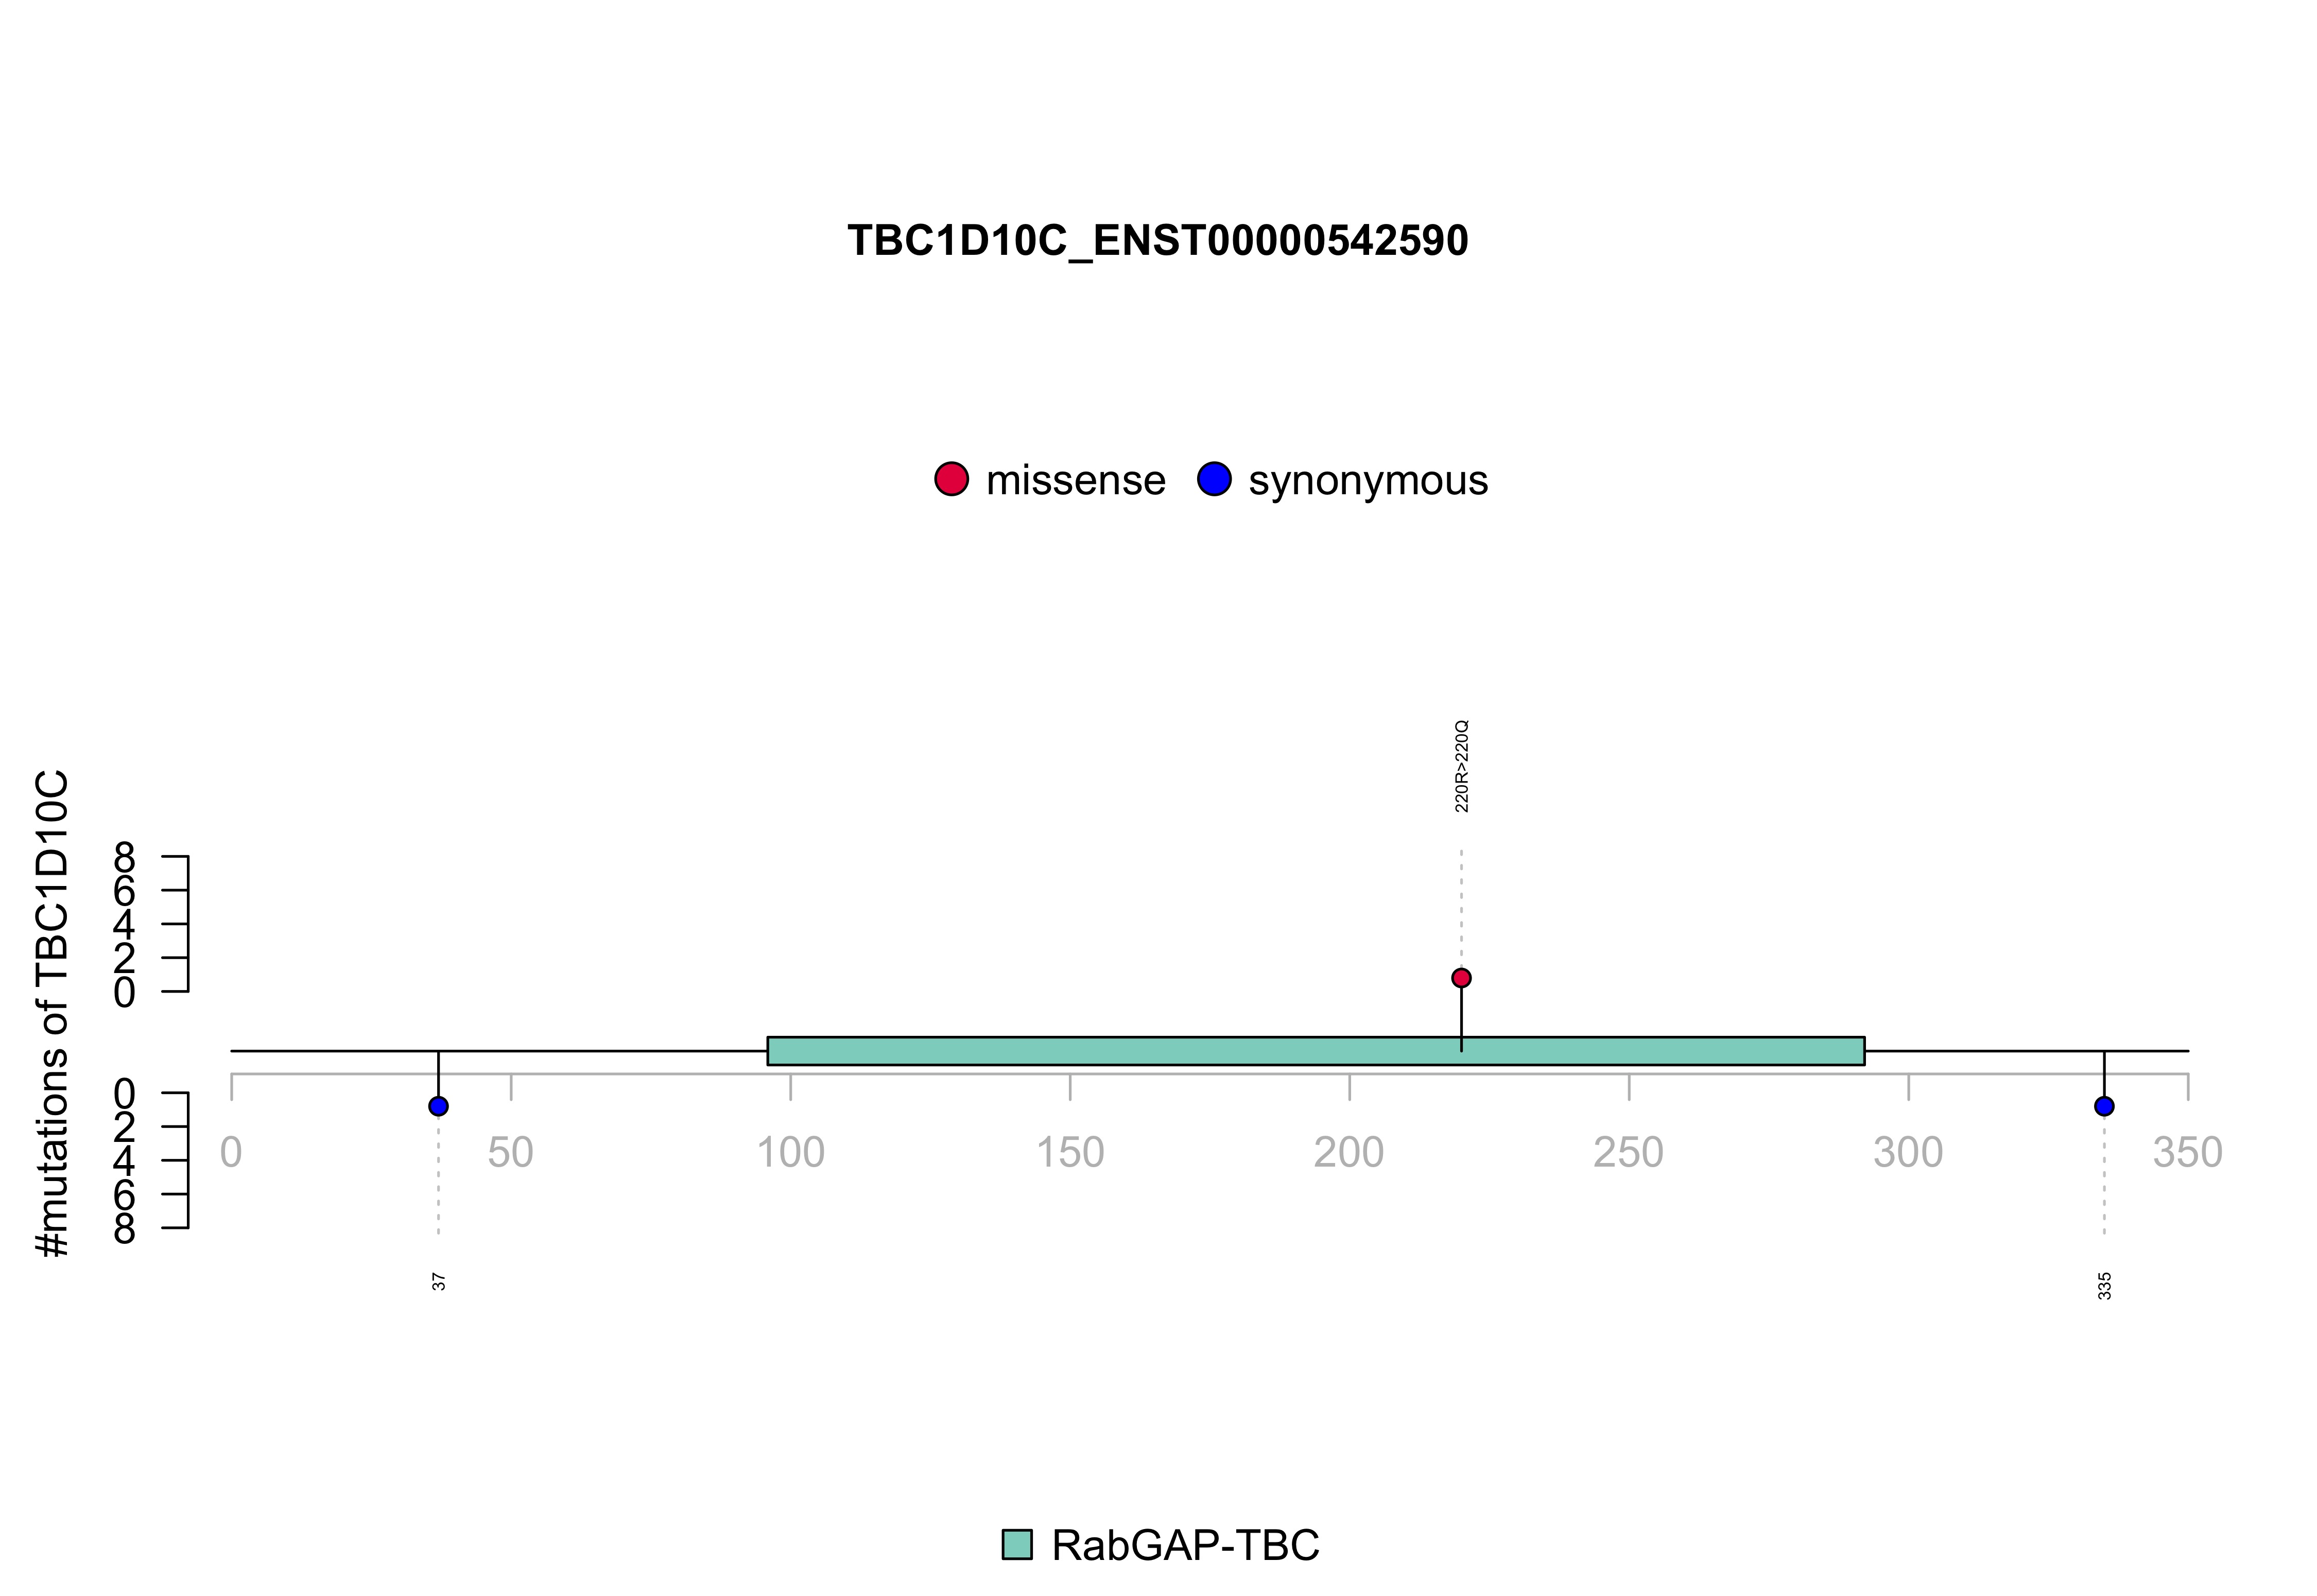 TBC1D10C_ENST00000542590
missense synonymous
220R>220Q
#mutations of TBC1D10C
8
6
4
2
0
0
2
4
6
8
0 50 100 150 200 250 300 350
37 335
RabGAP-TBC